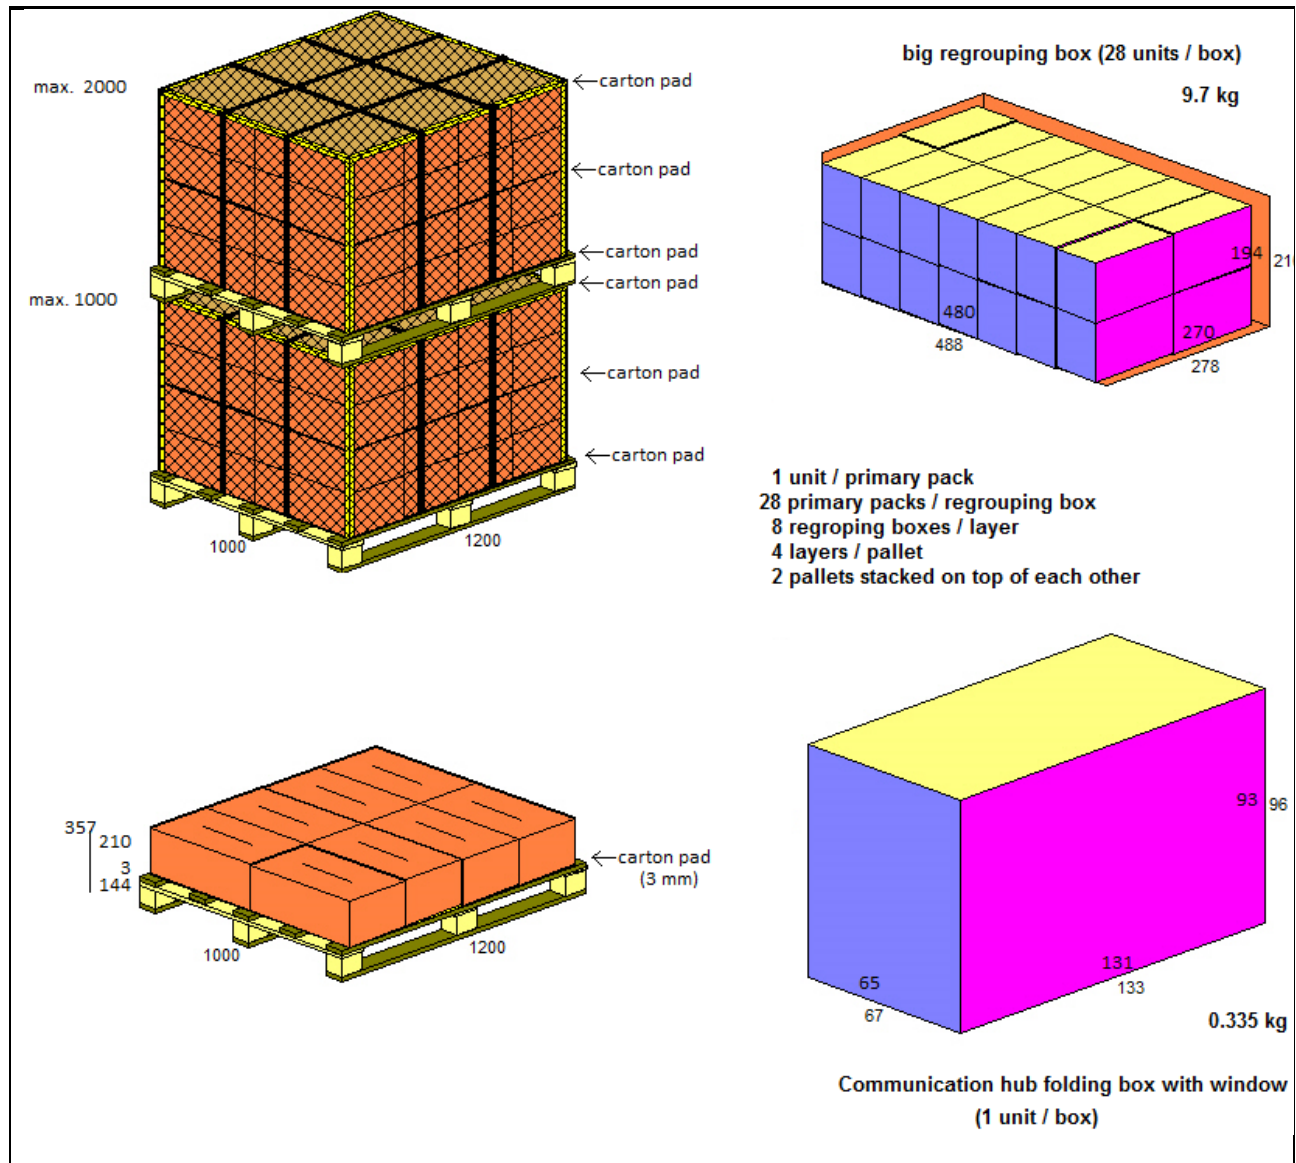 max. 2000
carton pad
carton pad
carton pad
max. 1000
carton pad
carton pad
carton pad
1000
1200
big regrouping box (28 units / box)
9.7 kg
194
210
480
488
270
278
1 unit / primary pack
28 primary packs / regrouping box
8 regroping boxes / layer
4 layers / pallet
2 pallets stacked on top of each other
357
210
3
144
carton pad
(3 mm)
1000
1200
93
96
131
133
65
67
0.335 kg
Communication hub folding box with window
(1 unit / box)